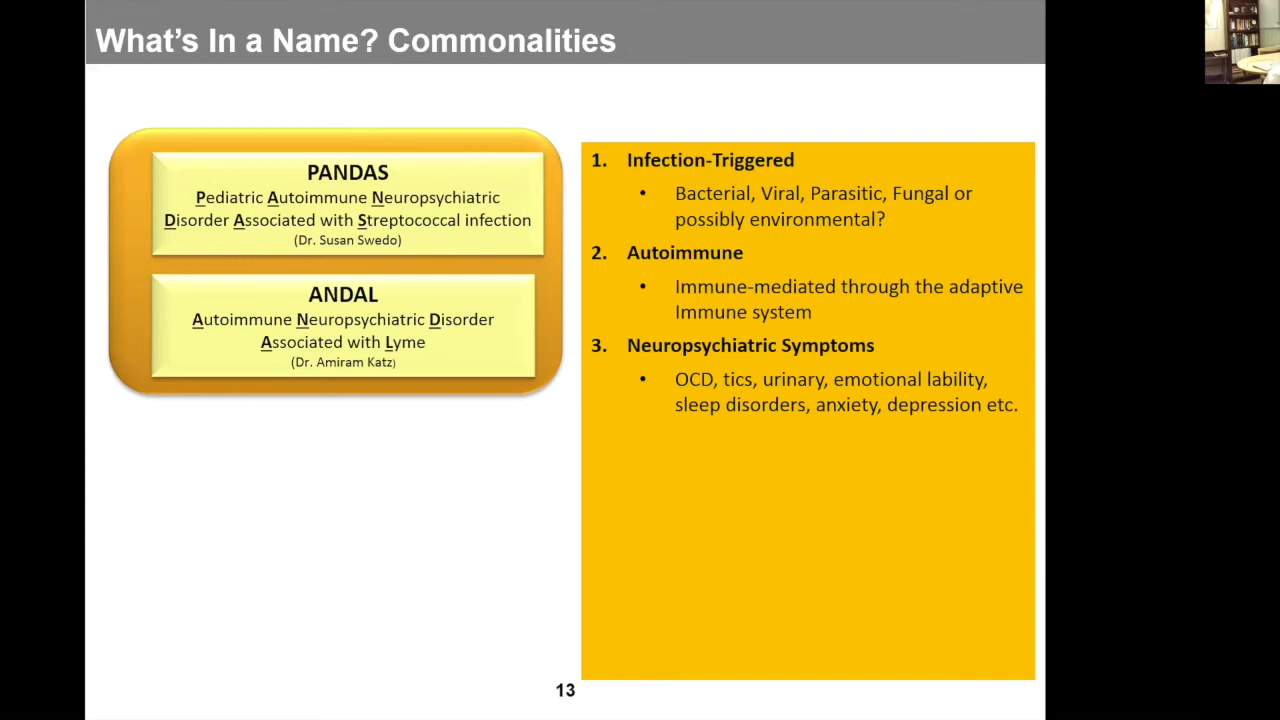 What's In a Name? Commonalities
PANDAS
Pediatric Autoimmune Neuropsychiatric
Disorder Associated with Streptococcal infection
(Dr. Susan Swedo)
ANDAL
Autoimmune Neuropsychiatric Disorder
Associated with Lyme
(Dr. Amiram Katz)
1. Infection-Triggered
• Bacterial, Viral, Parasitic, Fungal or
possibly environmental?
2. Autoimmune
• Immune-mediated through the adaptive
Immune system
3. Neuropsychiatric Symptoms
• OCD, tics, urinary, emotional lability,
sleep disorders, anxiety, depression etc.
13